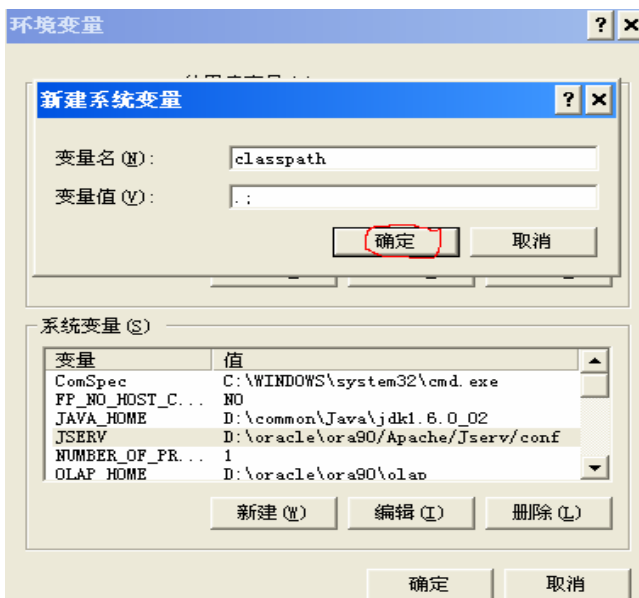 环境变量
新建系统变量
变量名(N):
classpath
变量值(V):
.;
确定
取消
系统变量(S)
变量 值
ComSpec C:\WINDOWS\system32\cmd.exe
FP_NO_HOST_C... NO
JAVA_HOME D:\common\Java\jdk1.6.0_02
JSERV D:\oracle\ora90/Apache/Jserv/conf
NUMBER_OF_PR... 1
OLAP_HOME D:\oracle\ora90\olap
新建(W) 编辑(I) 删除(L)
确定 取消